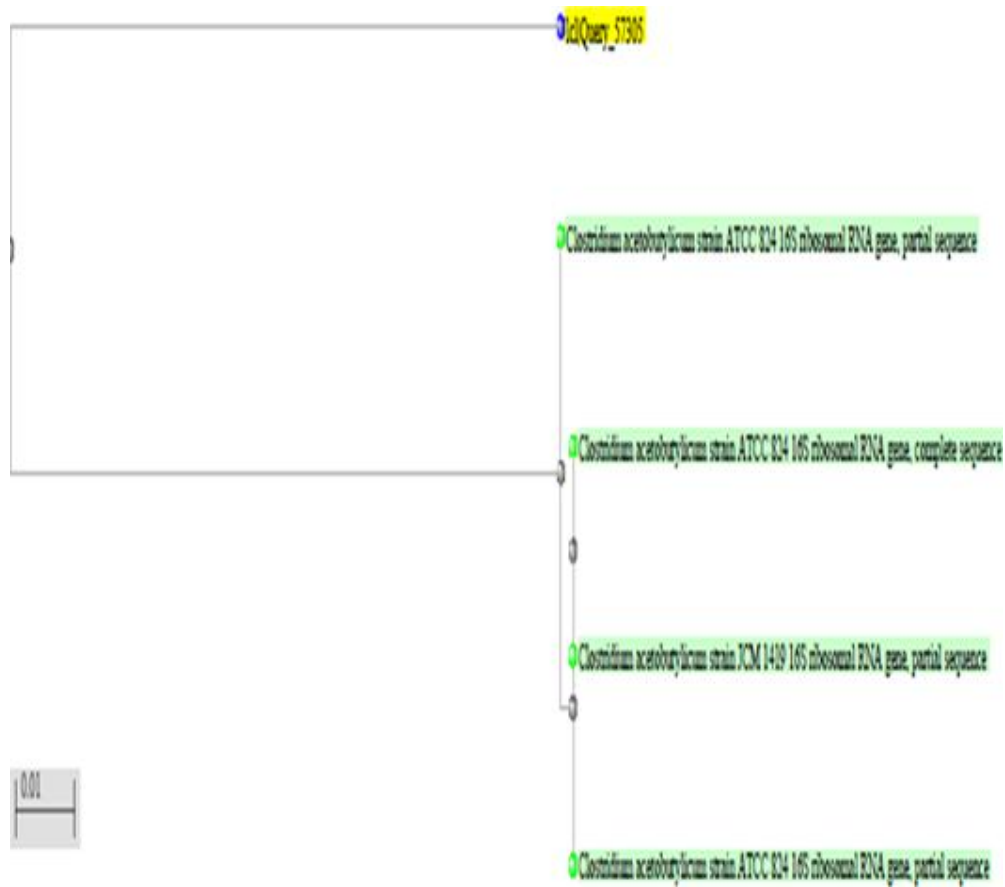 lcl|Query_57305
Clostridium acetobutylicum strain ATCC 824 16S ribosomal RNA gene, partial sequence
Clostridium acetobutylicum strain ATCC 824 16S ribosomal RNA gene, complete sequence
Clostridium acetobutylicum strain JCM 1419 16S ribosomal RNA gene, partial sequence
0.01
Clostridium acetobutylicum strain ATCC 824 16S ribosomal RNA gene, partial sequence